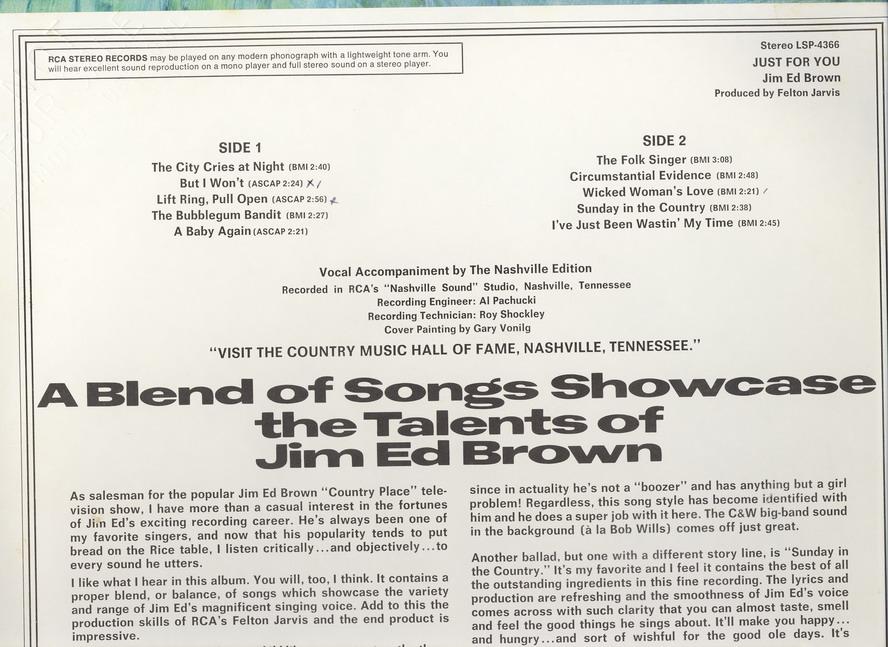 RCA STEREO RECORDS may be played on any modern phonograph with a lightweight tone arm. You
will hear excellent sound reproduction on a mono player and full stereo sound on a stereo player.
Stereo LSP-4366
JUST FOR YOU
Jim Ed Brown
Produced by Felton Jarvis
SIDE 1
The City Cries at Night (BMI 2:40)
But I Won't (ASCAP 2:24)
Lift Ring, Pull Open (ASCAP 2:56)
The Bubblegum Bandit (BMI 2:27)
A Baby Again (ASCAP 2:21)
SIDE 2
The Folk Singer (BMI 3:08)
Circumstantial Evidence (BMI 2:48)
Wicked Woman's Love (BMI 2:21)
Sunday in the Country (BMI 2:38)
I've Just Been Wastin' My Time (BMI 2:45)
Vocal Accompaniment by The Nashville Edition
Recorded in RCA's "Nashville Sound" Studio, Nashville, Tennessee
Recording Engineer: Al Pachucki
Recording Technician: Roy Shockley
Cover Painting by Gary Vonilg
"VISIT THE COUNTRY MUSIC HALL OF FAME, NASHVILLE, TENNESSEE."
A Blend of Songs Showcase
the Talents of
Jim Ed Brown
As salesman for the popular Jim Ed Brown "Country Place" tele-
vision show, I have more than a casual interest in the fortunes
of Jim Ed's exciting recording career. He's always been one of
my favorite singers, and now that his popularity tends to put
bread on the Rice table, I listen critically...and objectively...to
every sound he utters.
I like what I hear in this album. You will, too, I think. It contains a
proper blend, or balance, of songs which showcase the variety
and range of Jim Ed's magnificent singing voice. Add to this the
production skills of RCA's Felton Jarvis and the end product is
impressive.
since in actuality he's not a "boozer" and has anything but a girl
problem! Regardless, this song style has become identified with
him and he does a super job with it here. The C&W big-band sound
in the background (à la Bob Wills) comes off just great.
Another ballad, but one with a different story line, is "Sunday in
the Country." It's my favorite and I feel it contains the best of all
the outstanding ingredients in this fine recording. The lyrics and
production are refreshing and the smoothness of Jim Ed's voice
comes across with such clarity that you can almost taste, smell
and feel the good things he sings about. It'll make you happy...
and hungry...and sort of wishful for the good ole days. It's